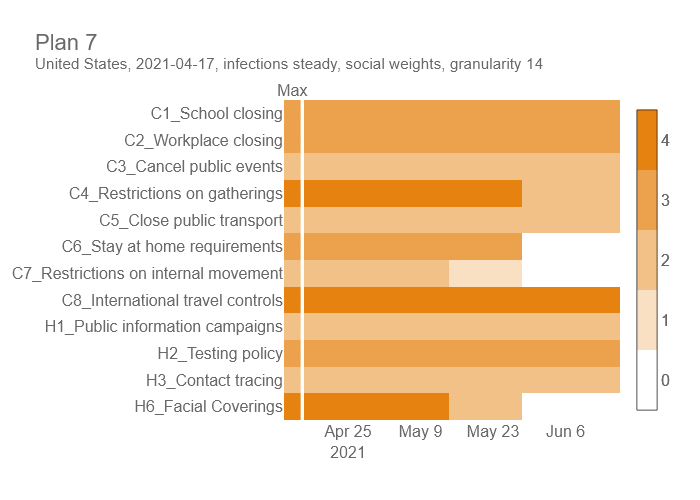 Plan 7
United States, 2021-04-17, infections steady, social weights, granularity 14
Max
C1_School closing
C2_Workplace closing
C3_Cancel public events
C4_Restrictions on gatherings
C5_Close public transport
C6_Stay at home requirements
C7_Restrictions on internal movement
C8_International travel controls
H1_Public information campaigns
H2_Testing policy
H3_Contact tracing
H6_Facial Coverings
Apr 25 May 9 May 23 Jun 6
2021
4
3
2
1
0